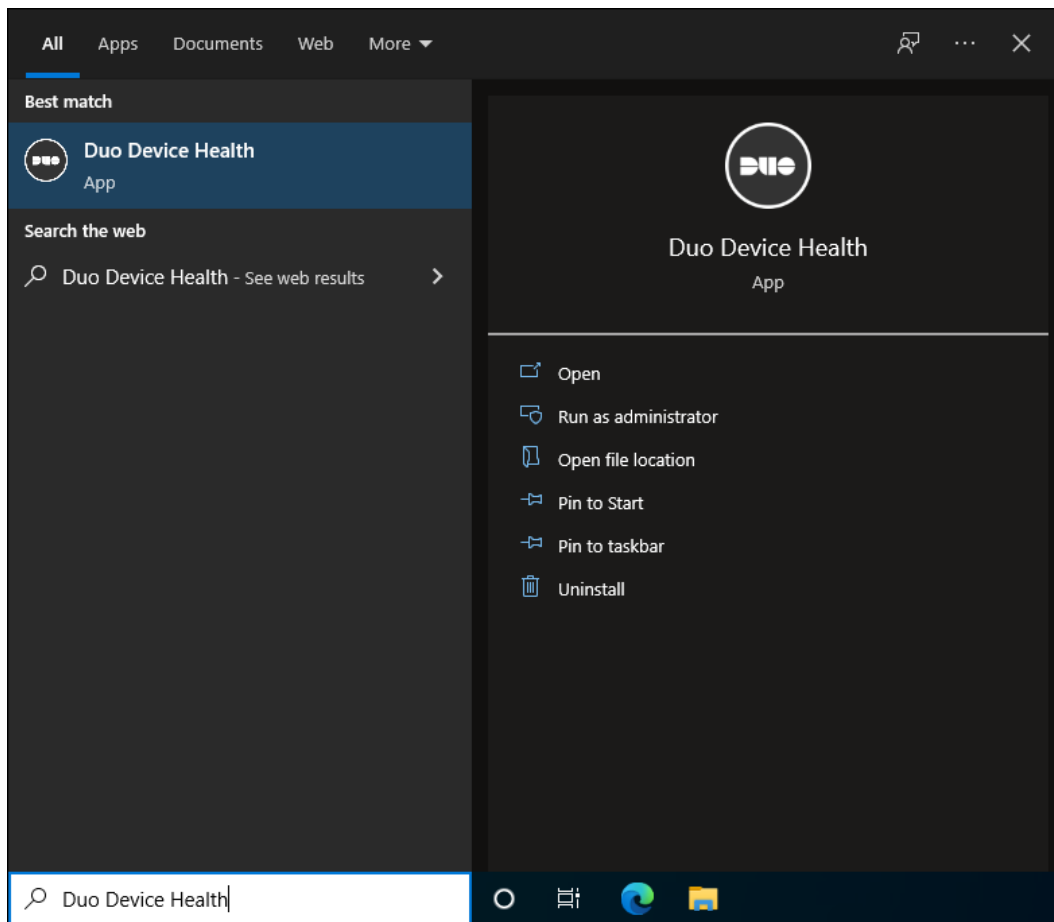 All Apps Documents Web More
Best match
DUO
Duo Device Health
App
Search the web
Duo Device Health - See web results
DUO
Duo Device Health
App
Open
Run as administrator
Open file location
Pin to Start
Pin to taskbar
Uninstall
Duo Device Health